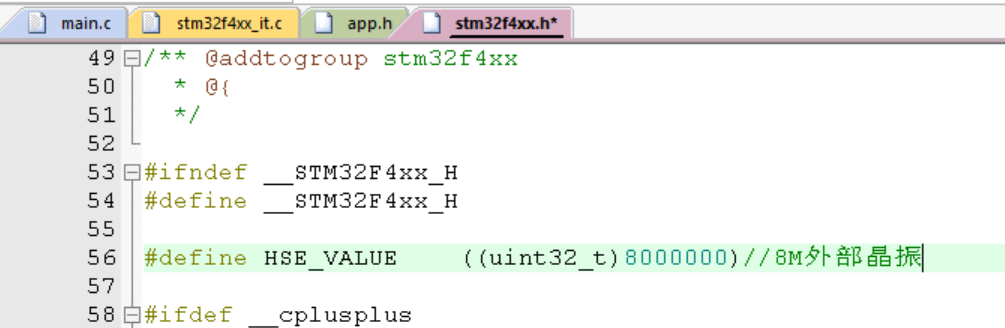 main.c stm32f4xx_it.c app.h stm32f4xx.h*
49 /** @addtogroup stm32f4xx
50 * @{
51 */
52
53 #ifndef __STM32F4xx_H
54 #define __STM32F4xx_H
55
56 #define HSE_VALUE ((uint32_t)8000000)//8M外部晶振
57
58 #ifdef __cplusplus